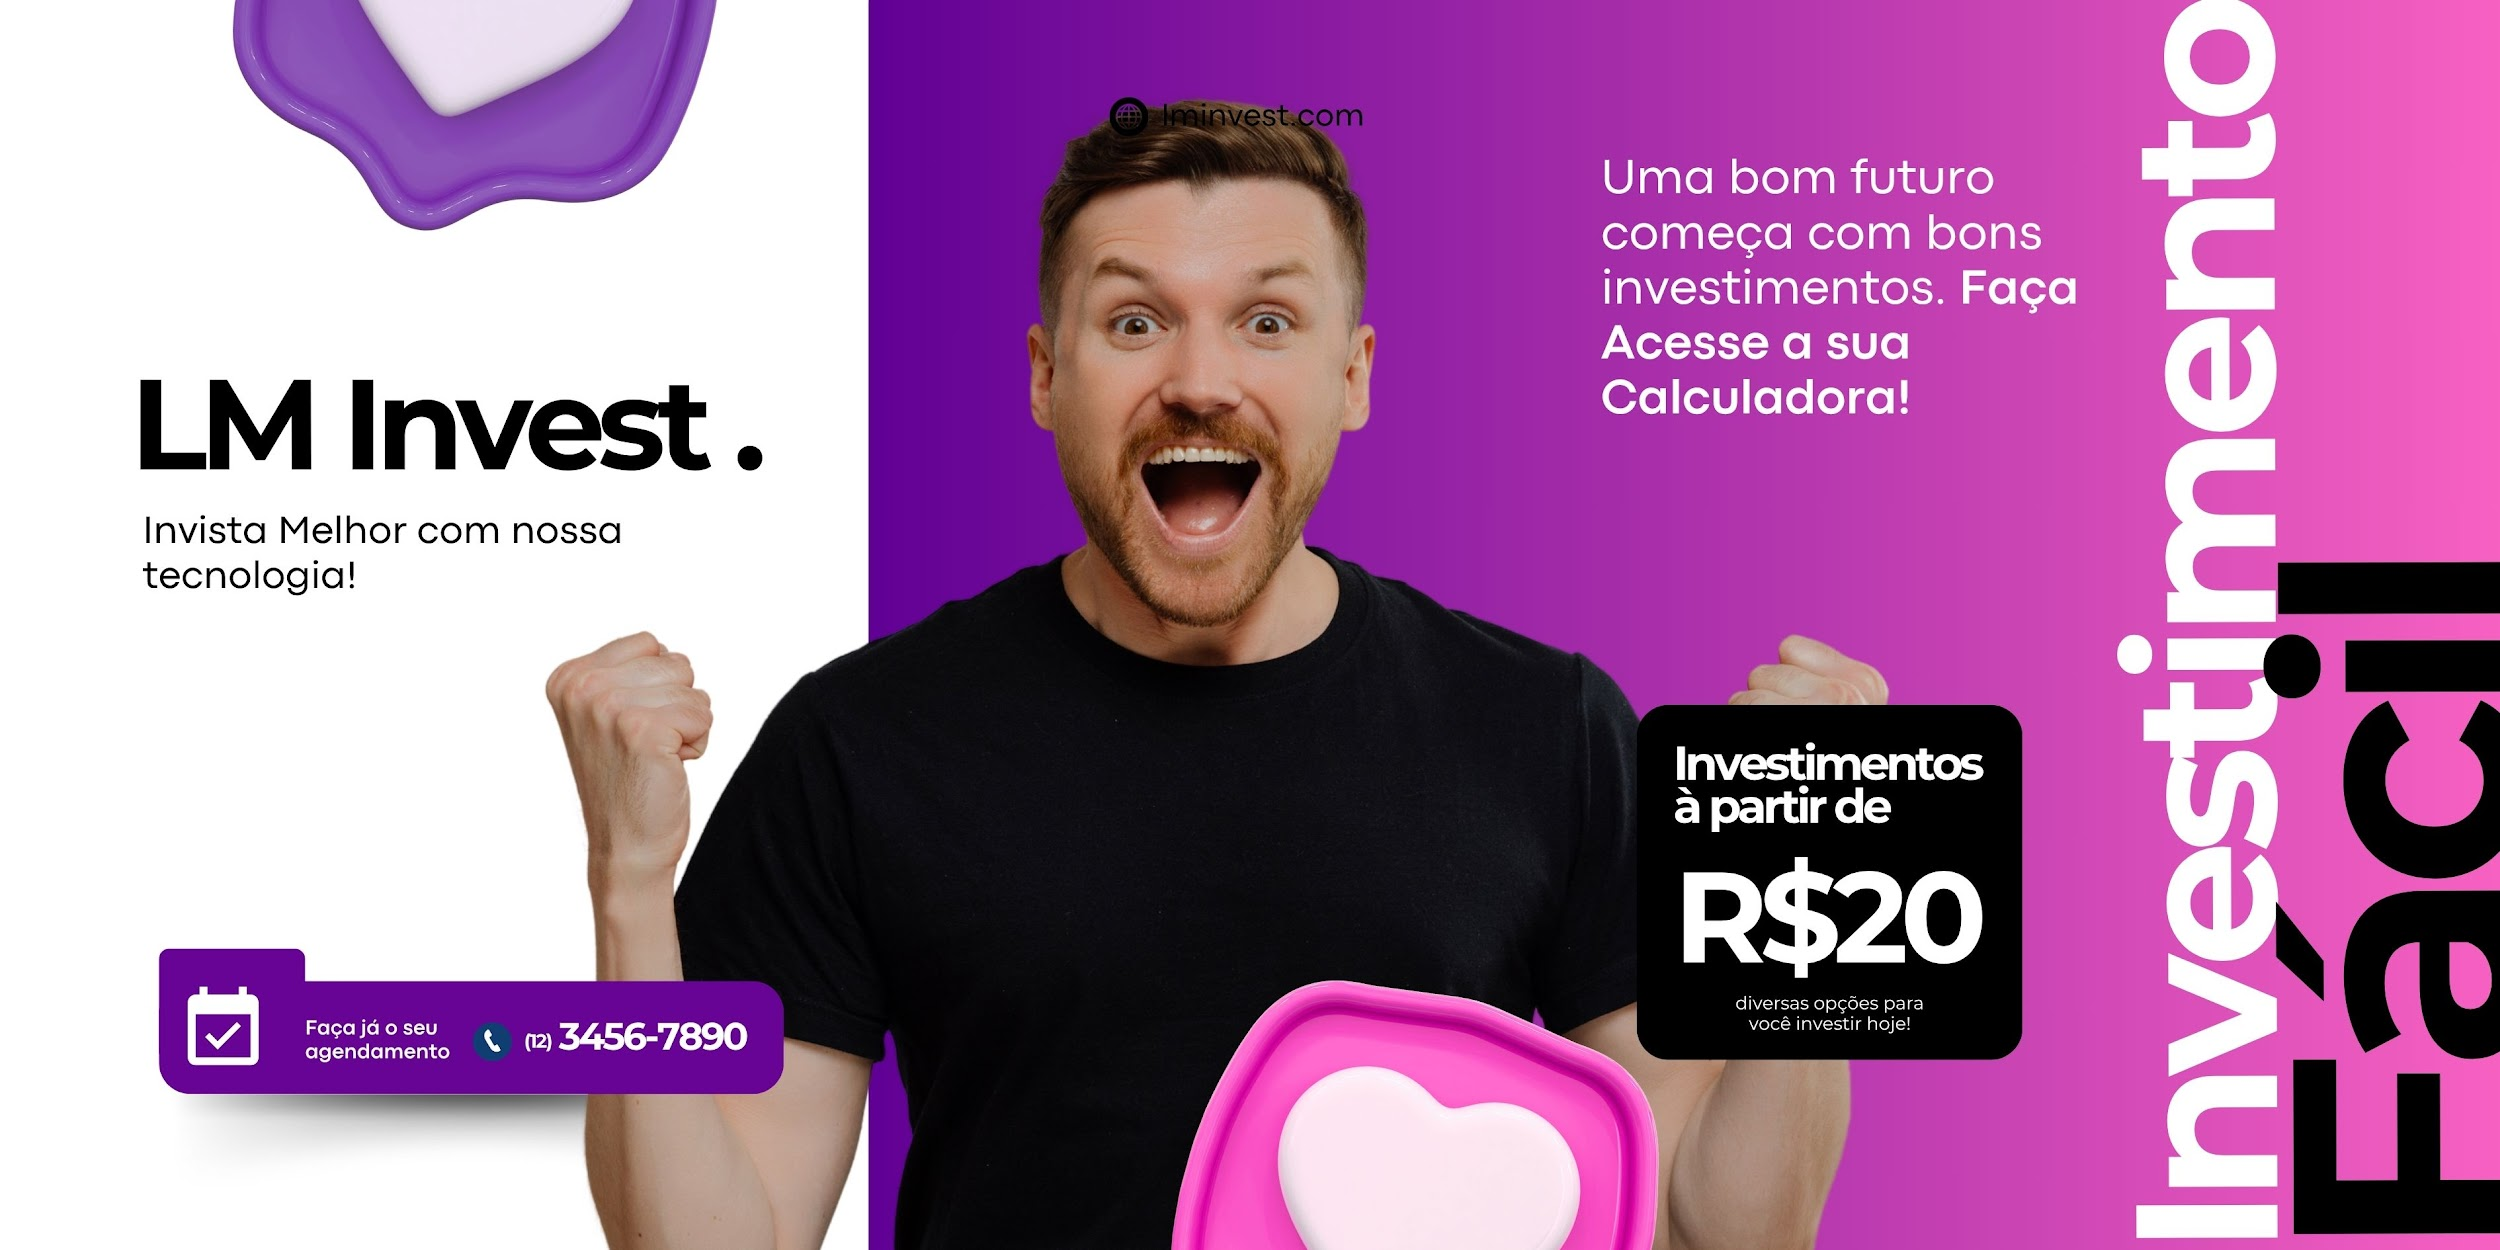 LM Invest .
Invista Melhor com nossa
tecnologia!
Faça já o seu
agendamento
(12) 3456-7890
lminvest.com
Uma bom futuro
começa com bons
investimentos. Faça
Acesse a sua
Calculadora!
Investimentos
à partir de
R$20
diversas opções para
você investir hoje!
Investimento
Fácil